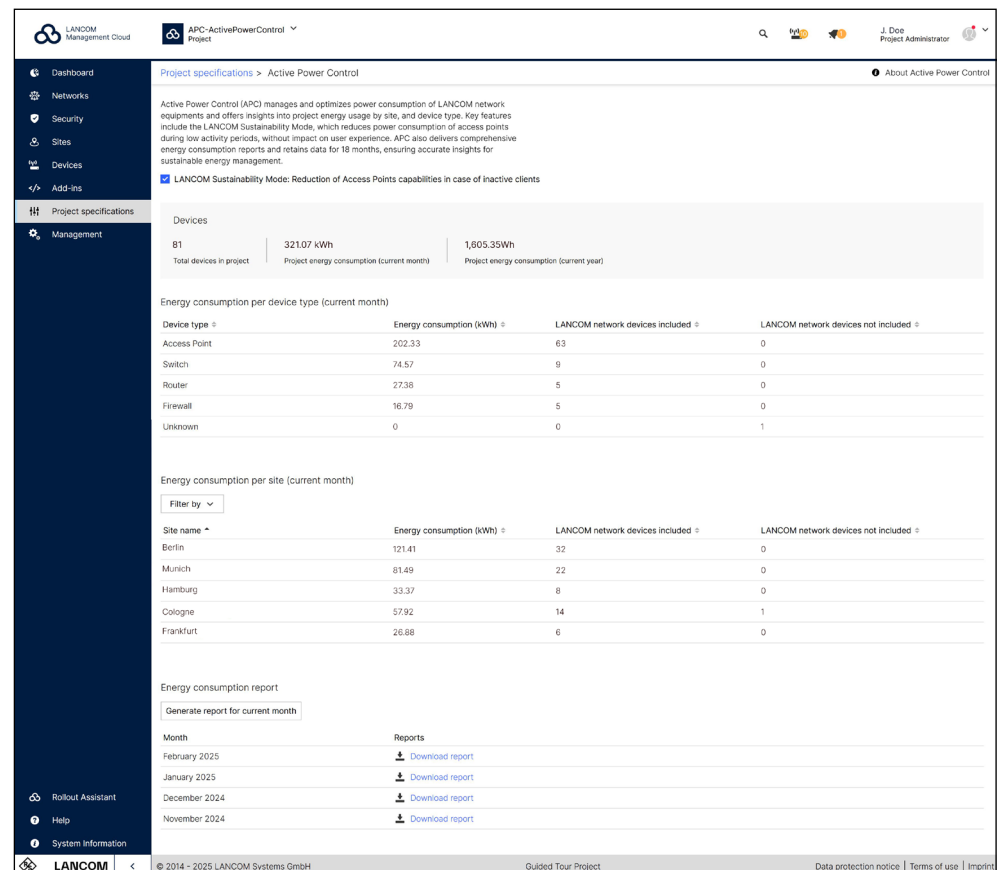 LANCOM
Management Cloud
APC-ActivePowerControl
Project
J. Doe
Project Administrator
Dashboard
Networks
Security
Sites
Devices
Add-ins
Project specifications
Management
Project specifications > Active Power Control
About Active Power Control
Active Power Control (APC) manages and optimizes power consumption of LANCOM network
equipments and offers insights into project energy usage by site, and device type. Key features
include the LANCOM Sustainability Mode, which reduces power consumption of access points
during low activity periods, without impact on user experience. APC also delivers comprehensive
energy consumption reports and retains data for 18 months, ensuring accurate insights for
sustainable energy management.
LANCOM Sustainability Mode: Reduction of Access Points capabilities in case of inactive clients
Devices
81 321.07 kWh 1,605.35Wh
Total devices in project Project energy consumption (current month) Project energy consumption (current year)
Energy consumption per device type (current month)
Device type Energy consumption (kWh) LANCOM network devices included LANCOM network devices not included
Access Point 202.33 63 0
Switch 74.57 9 0
Router 27.38 5 0
Firewall 16.79 5 0
Unknown 0 0 1
Energy consumption per site (current month)
Filter by
Site name Energy consumption (kWh) LANCOM network devices included LANCOM network devices not included
Berlin 121.41 32 0
Munich 81.49 22 0
Hamburg 33.37 8 0
Cologne 57.92 14 1
Frankfurt 26.88 6 0
Energy consumption report
Generate report for current month
Month Reports
February 2025 Download report
January 2025 Download report
December 2024 Download report
November 2024 Download report
Rollout Assistant
Help
System Information
LANCOM
© 2014 - 2025 LANCOM Systems GmbH Guided Tour Project Data protection notice | Terms of use | Imprint